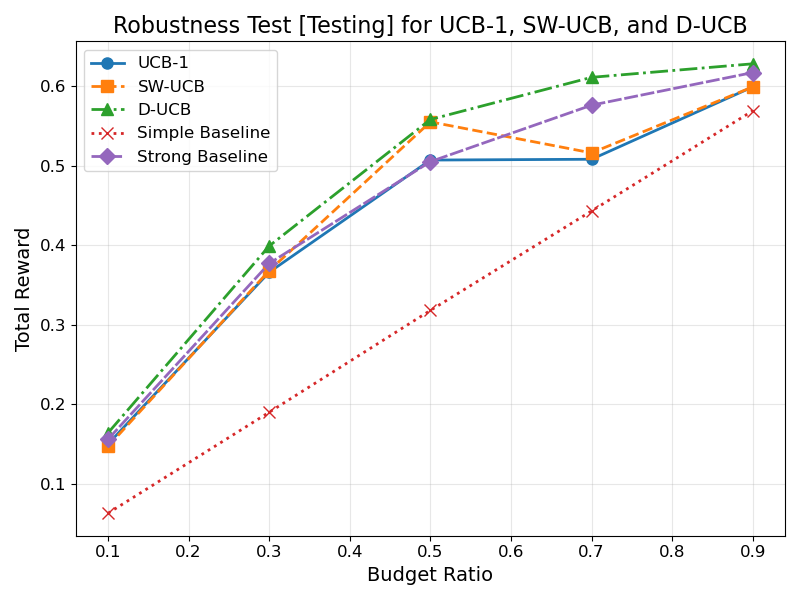 Robustness Test [Testing] for UCB-1, SW-UCB, and D-UCB
UCB-1
SW-UCB
D-UCB
Simple Baseline
Strong Baseline
Total Reward
0.6
0.5
0.4
0.3
0.2
0.1
0.1 0.2 0.3 0.4 0.5 0.6 0.7 0.8 0.9
Budget Ratio